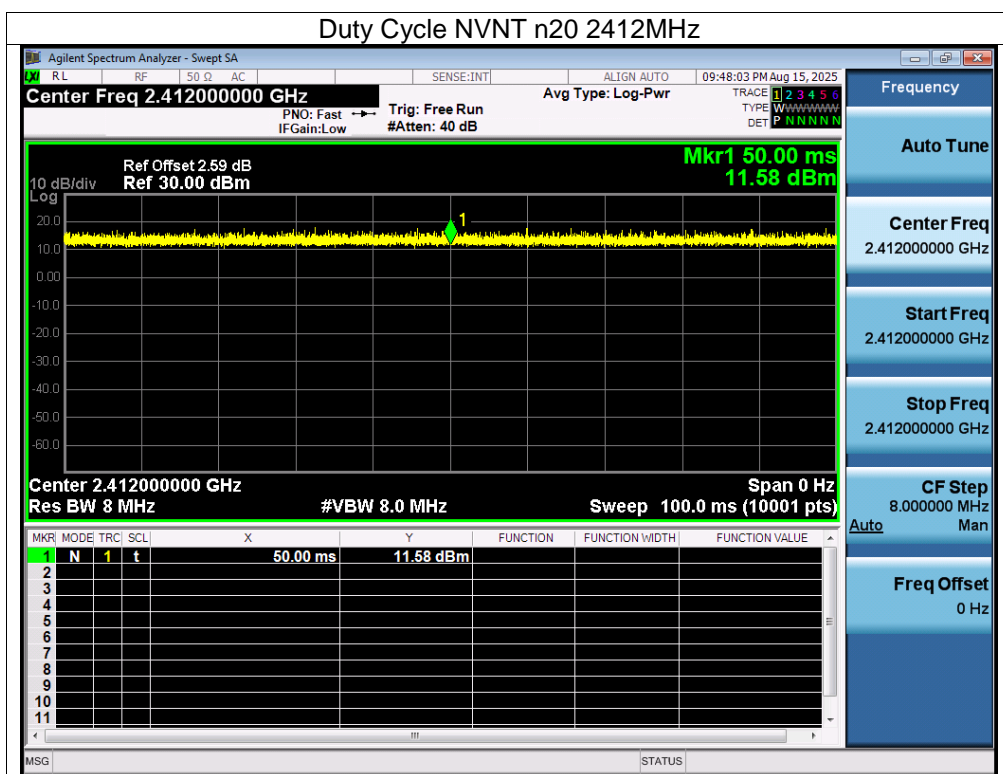 Duty Cycle NVNT n20 2412MHz
Agilent Spectrum Analyzer - Swept SA
LXI RL RF 50 Ω AC SENSE:INT ALIGN AUTO 09:48:03 PM Aug 15, 2025
Center Freq 2.412000000 GHz Avg Type: Log-Pwr TRACE 1 2 3 4 5 6
PNO: Fast Trig: Free Run TYPE WWWWWW
IFGain:Low #Atten: 40 dB DET P N N N N N
Frequency
Auto Tune
Center Freq
2.412000000 GHz
Start Freq
2.412000000 GHz
Stop Freq
2.412000000 GHz
CF Step
8.000000 MHz
Auto Man
Freq Offset
0 Hz
Mkr1 50.00 ms
11.58 dBm
Ref Offset 2.59 dB
10 dB/div Ref 30.00 dBm
Log
20.0
10.0
0.00
-10.0
-20.0
-30.0
-40.0
-50.0
-60.0
1
Center 2.412000000 GHz Span 0 Hz
Res BW 8 MHz #VBW 8.0 MHz Sweep 100.0 ms (10001 pts)
MKR MODE TRC SCL X Y FUNCTION FUNCTION WIDTH FUNCTION VALUE
1 N 1 t 50.00 ms 11.58 dBm
2
3
4
5
6
7
8
9
10
11
MSG STATUS